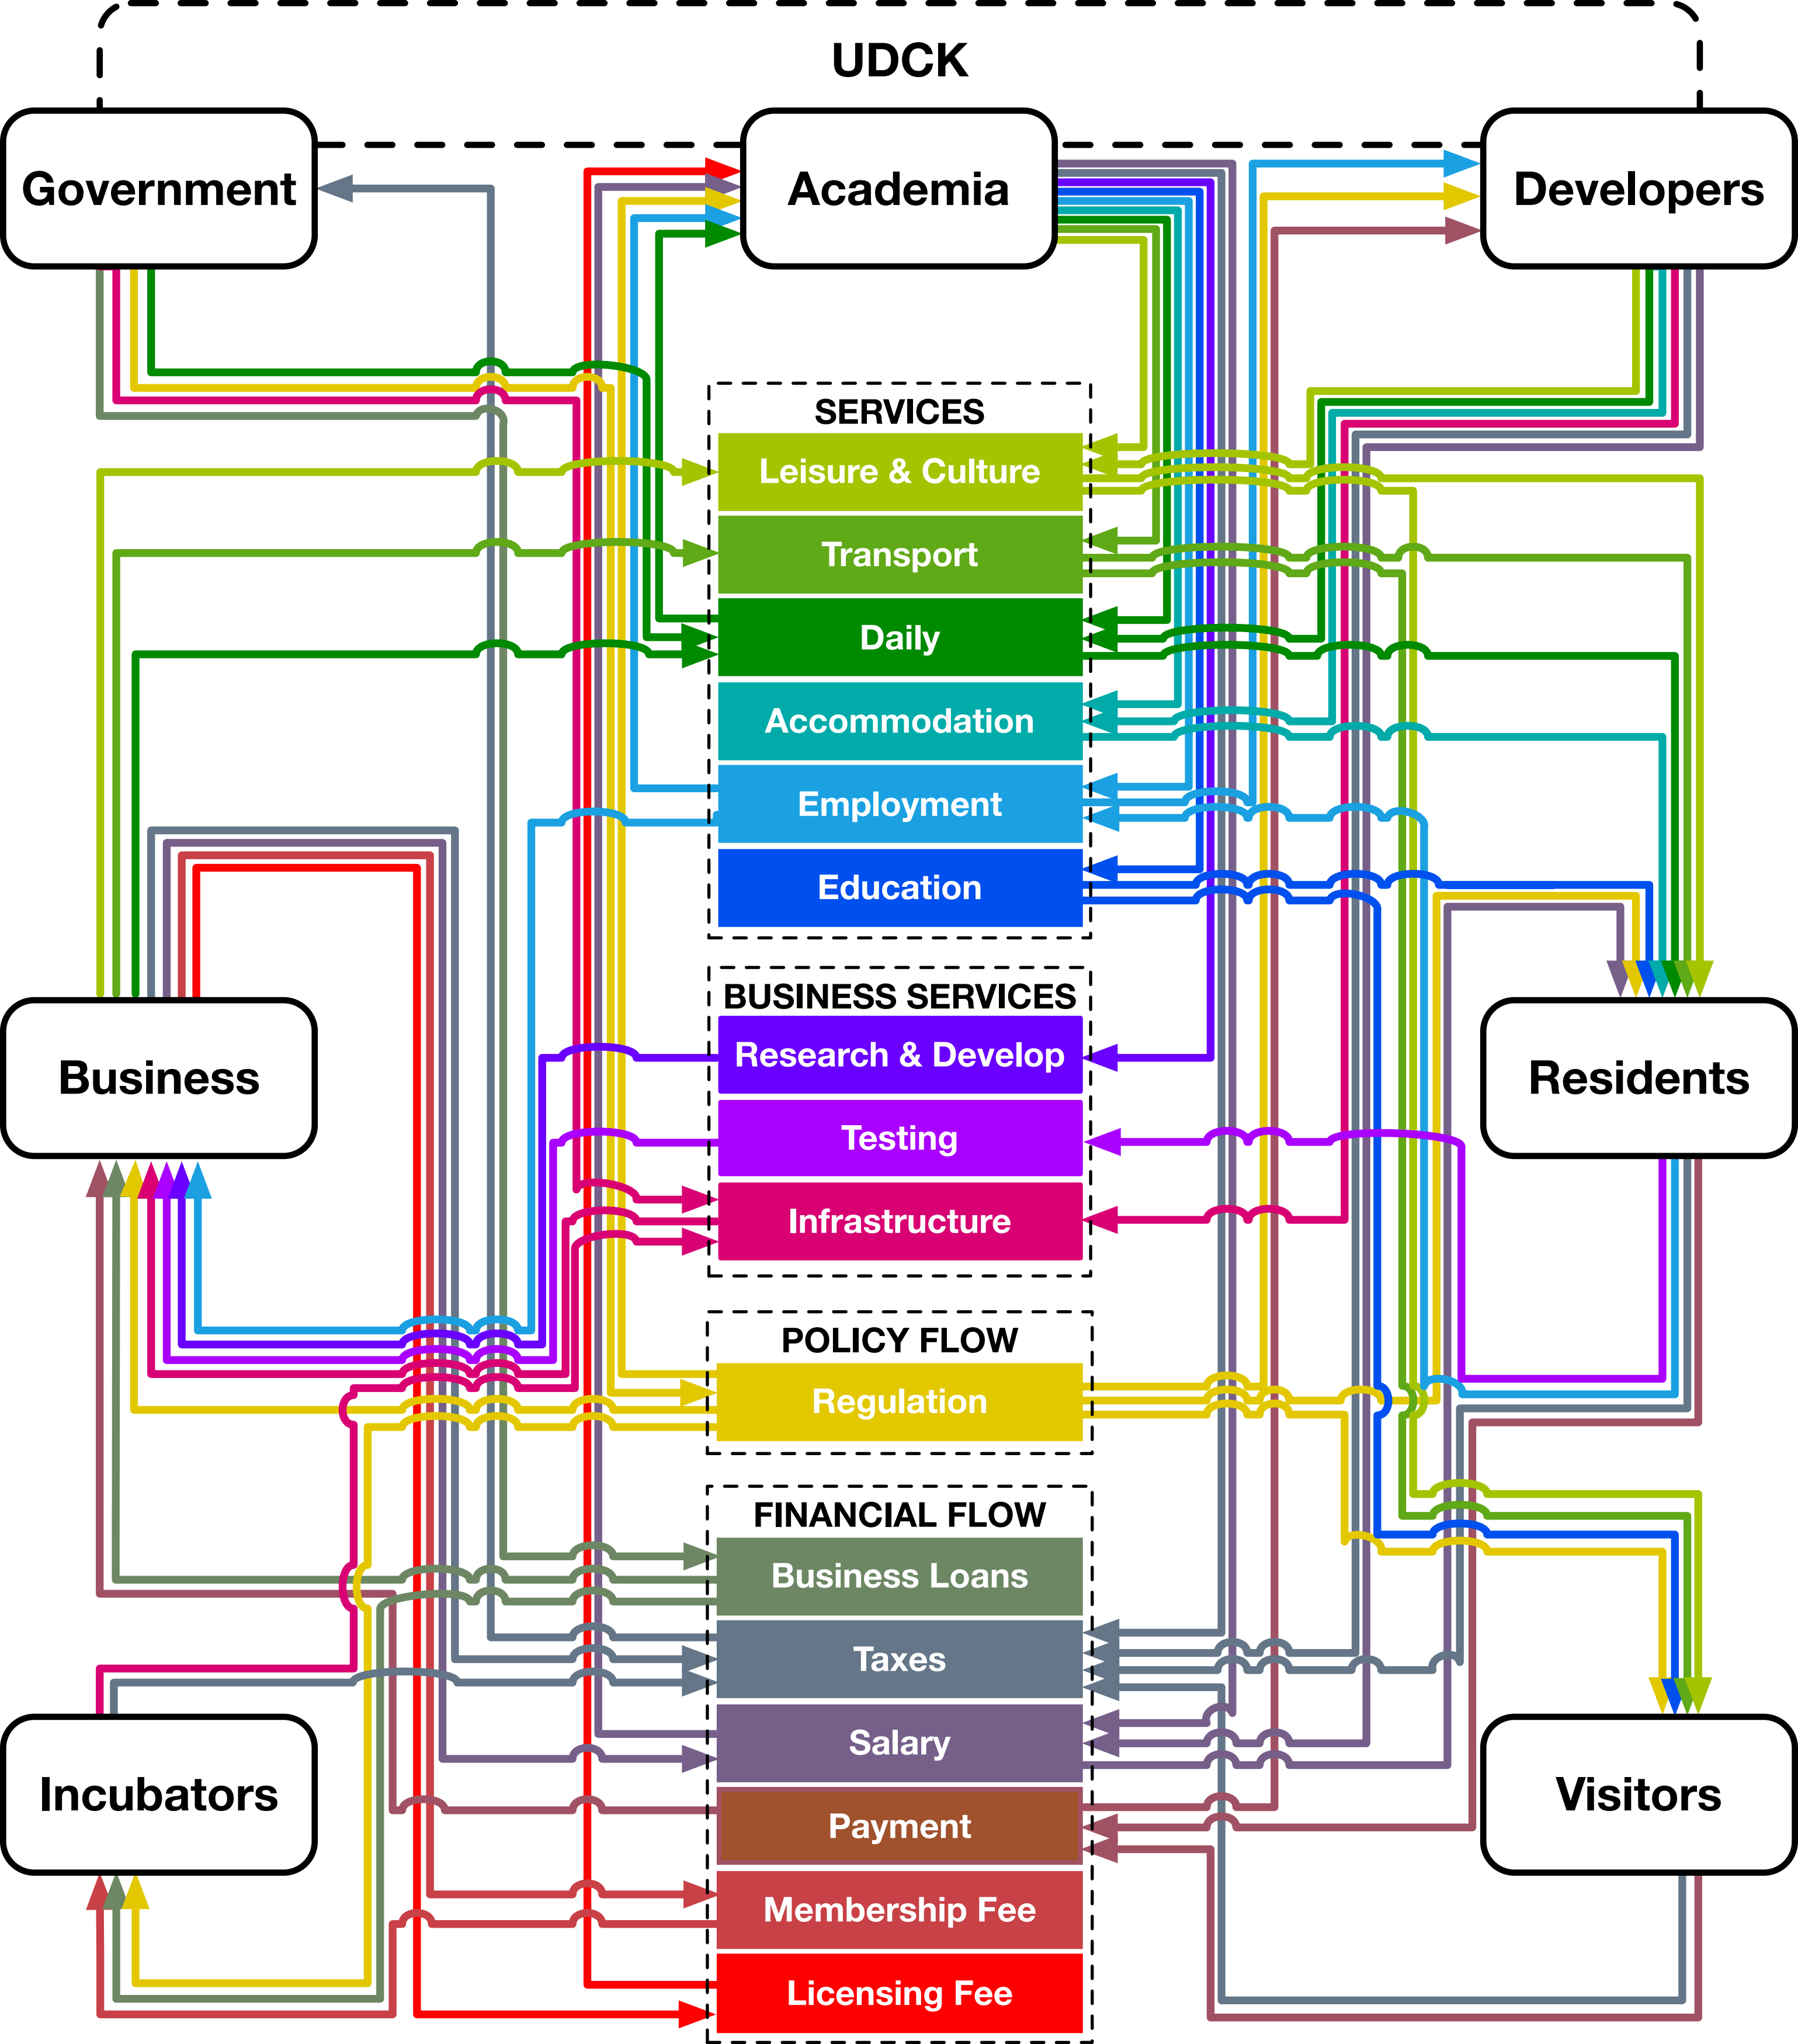 UDCK
Government
Academia
Developers
SERVICES
Leisure & Culture
Transport
Daily
Accommodation
Employment
Education
BUSINESS SERVICES
Research & Develop
Business
Residents
Testing
Infrastructure
POLICY FLOW
Regulation
FINANCIAL FLOW
Business Loans
Taxes
Salary
Incubators
Visitors
Payment
Membership Fee
Licensing Fee